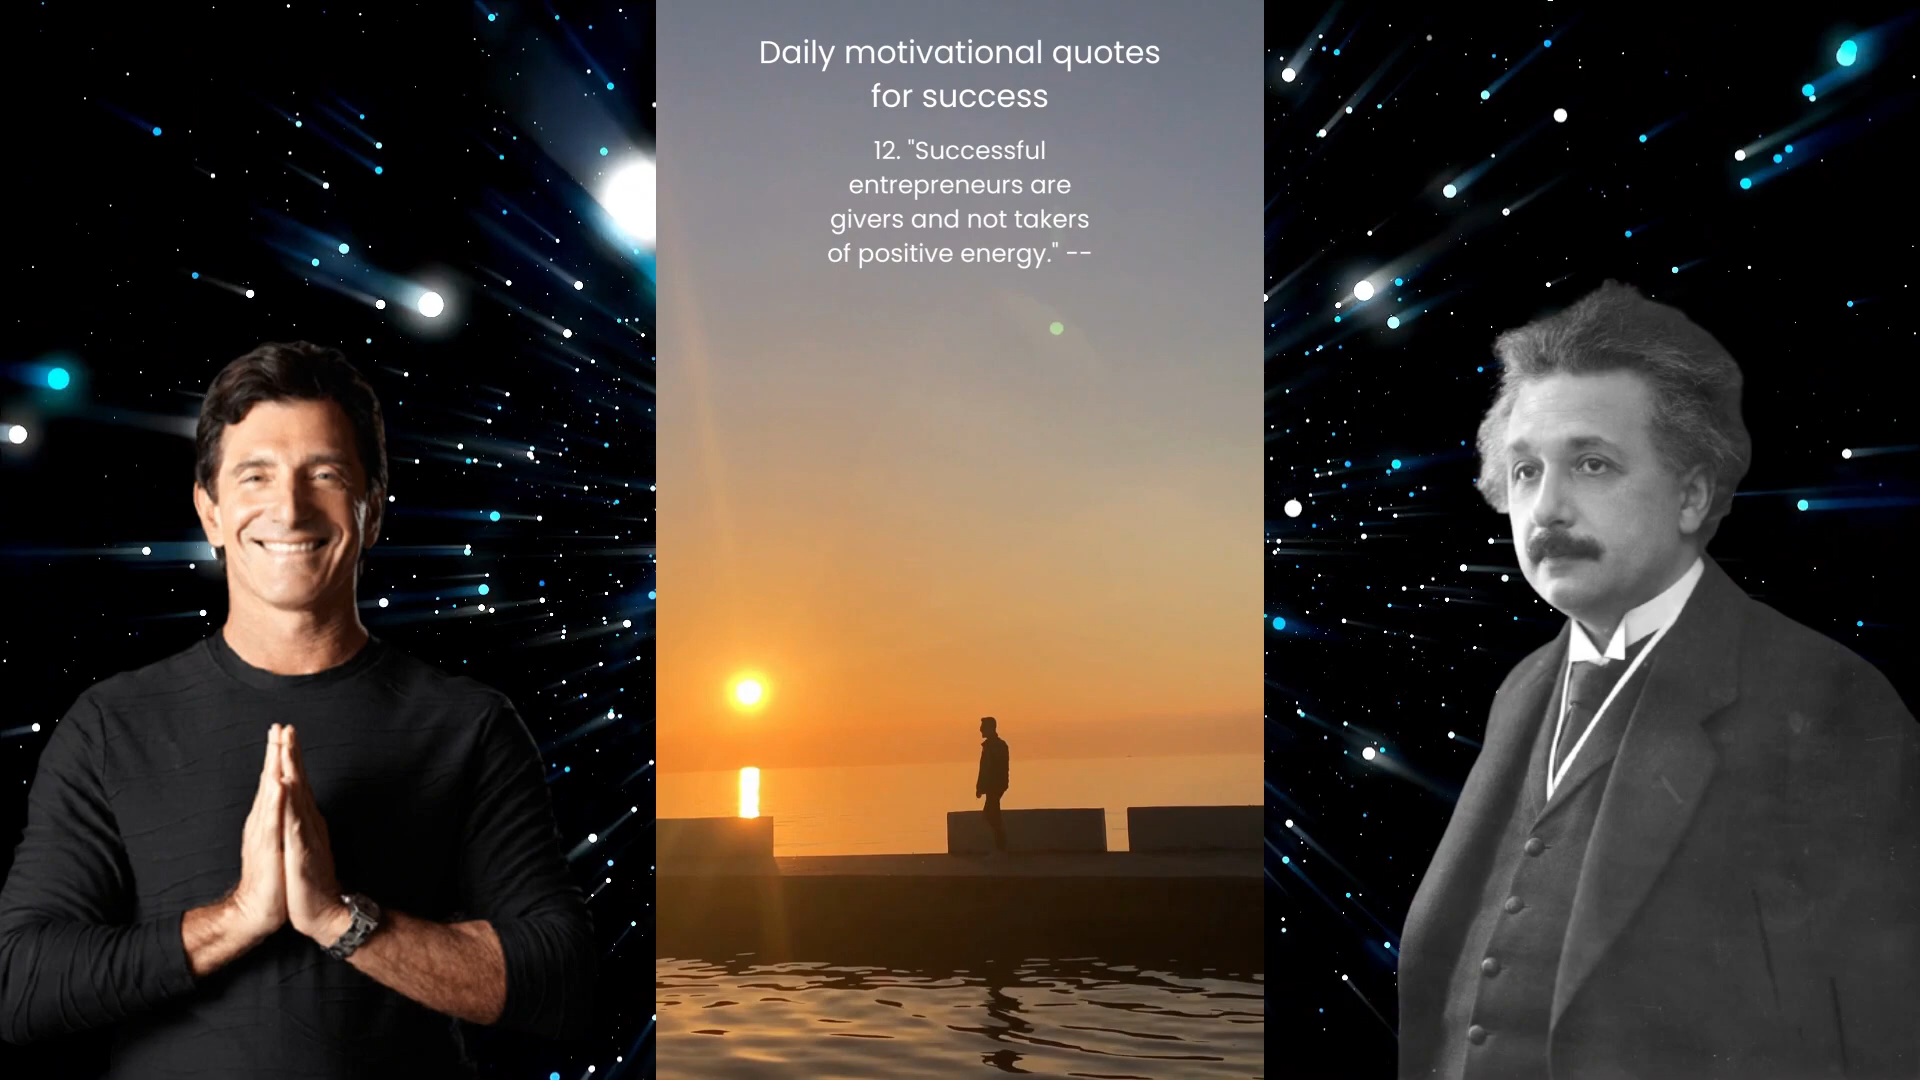 Daily motivational quotes
for success
12. "Successful
entrepreneurs are
givers and not takers
of positive energy." --